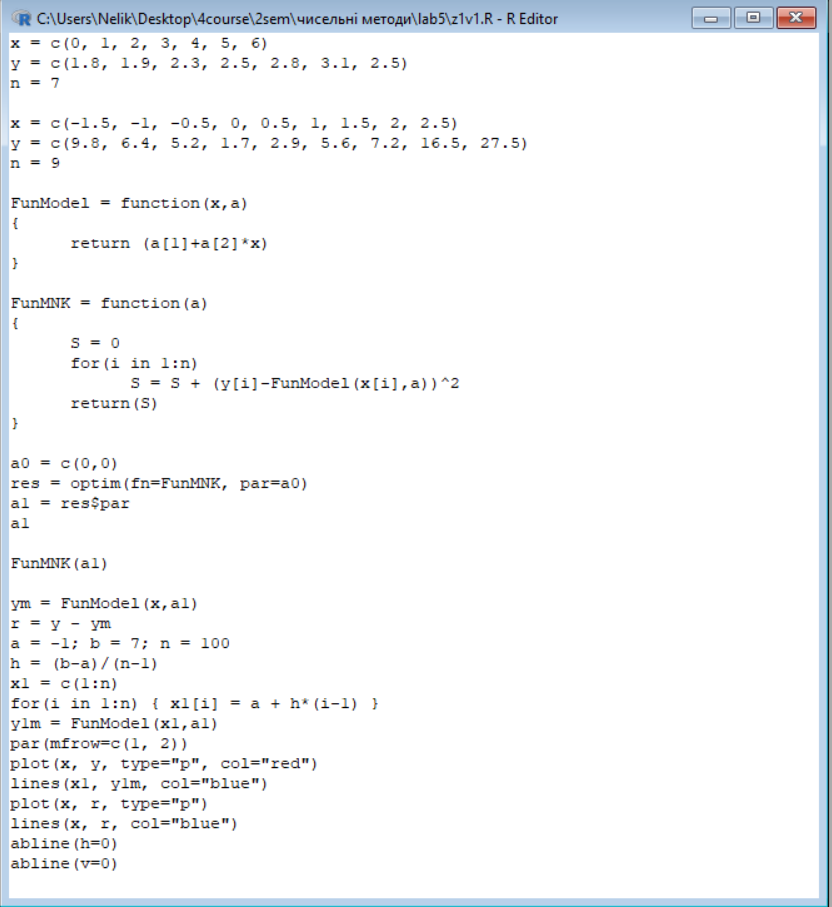 C:\Users\Nelik\Desktop\4course\2sem\чисельні методи\lab5\z1v1.R - R Editor
x = c(0, 1, 2, 3, 4, 5, 6)
y = c(1.8, 1.9, 2.3, 2.5, 2.8, 3.1, 2.5)
n = 7
x = c(-1.5, -1, -0.5, 0, 0.5, 1, 1.5, 2, 2.5)
y = c(9.8, 6.4, 5.2, 1.7, 2.9, 5.6, 7.2, 16.5, 27.5)
n = 9
FunModel = function(x,a)
{
return (a[1]+a[2]*x)
}
FunMNK = function(a)
{
S = 0
for(i in 1:n)
S = S + (y[i]-FunModel(x[i],a))^2
return(S)
}
a0 = c(0,0)
res = optim(fn=FunMNK, par=a0)
a1 = res$par
a1
FunMNK(a1)
ym = FunModel(x,a1)
r = y - ym
a = -1; b = 7; n = 100
h = (b-a)/(n-1)
x1 = c(1:n)
for(i in 1:n) { x1[i] = a + h*(i-1) }
y1m = FunModel(x1,a1)
par(mfrow=c(1, 2))
plot(x, y, type="p", col="red")
lines(x1, y1m, col="blue")
plot(x, r, type="p")
lines(x, r, col="blue")
abline(h=0)
abline(v=0)